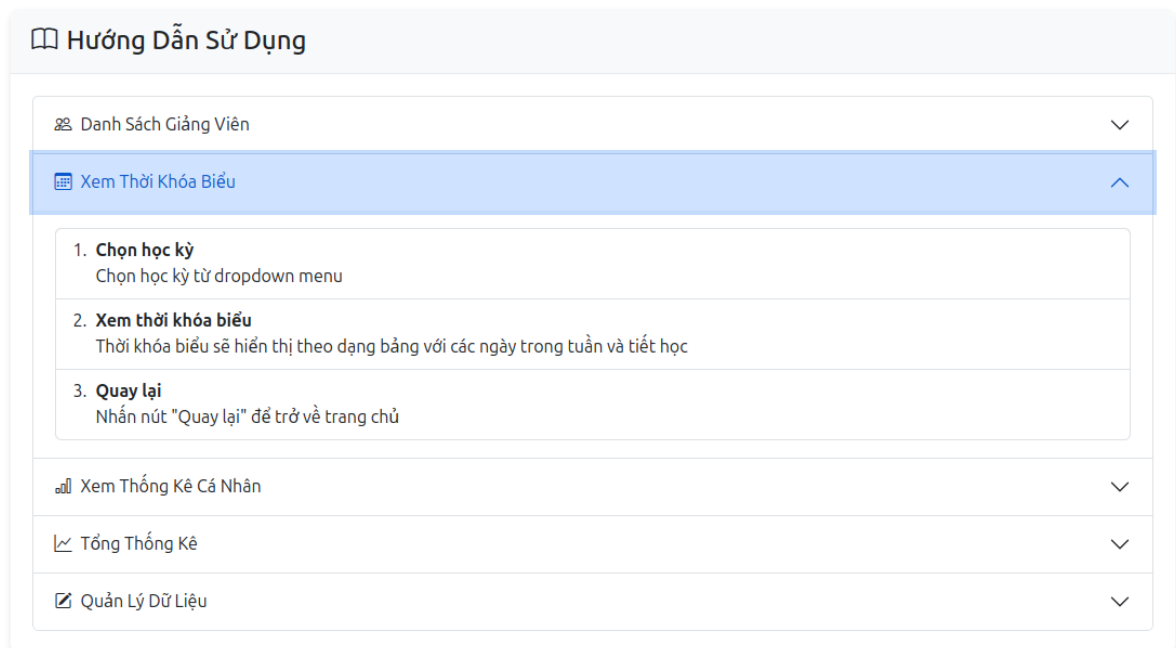 Hướng Dẫn Sử Dụng
Danh Sách Giảng Viên
Xem Thời Khóa Biểu
1. Chọn học kỳ
Chọn học kỳ từ dropdown menu
2. Xem thời khóa biểu
Thời khóa biểu sẽ hiển thị theo dạng bảng với các ngày trong tuần và tiết học
3. Quay lại
Nhấn nút "Quay lại" để trở về trang chủ
Xem Thống Kê Cá Nhân
Tổng Thống Kê
Quản Lý Dữ Liệu